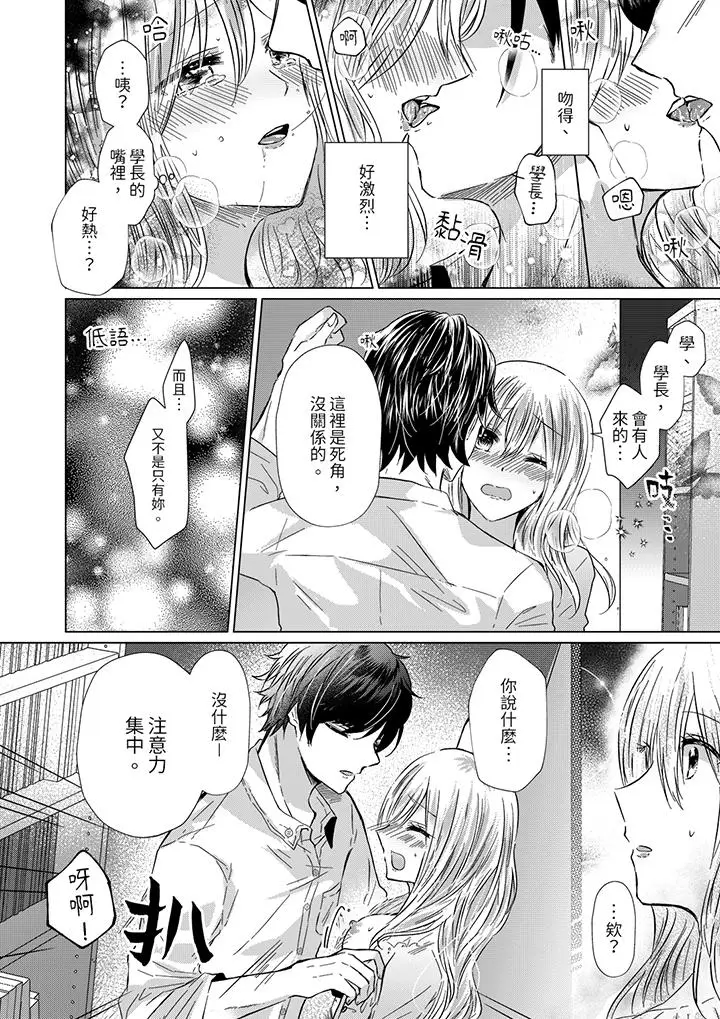 啾
啾咕…
啊
吻得、
學長…
嗯
啾
黏滑
好激烈…
哈
…咦？
學長的
嘴裡，
好熱…？
學、
學長，
會有人
來的…
吱…
啾
這裡是死角，
沒關係的。
低語…
而且…
又不是只有妳。
…欸？
你說什麼…
沒什麼—
注意力
集中。
扒
呀啊！